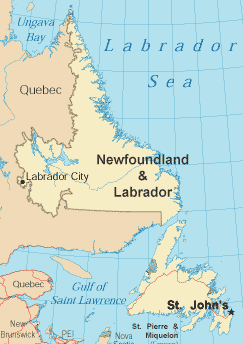 Ungava
Bay
Labrador
Sea
Quebec
Newfoundland
&
Labrador
Labrador City
Gulf of
Saint Lawrence
Quebec
St. John's
New
Brunswick
PEI
Nova
Scotia
St. Pierre &
Miquelon